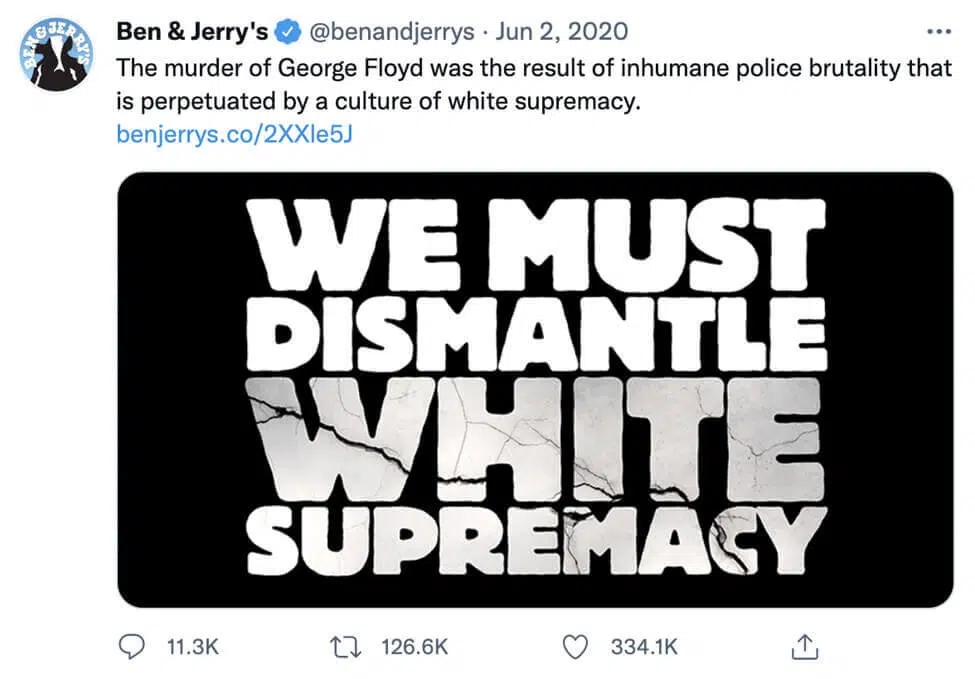 BEN & JERRY'S
Ben & Jerry's @benandjerrys · Jun 2, 2020
The murder of George Floyd was the result of inhumane police brutality that
is perpetuated by a culture of white supremacy.
benjerrys.co/2XXle5J
WE MUST
DISMANTLE
WHITE
SUPREMACY
11.3K 126.6K 334.1K